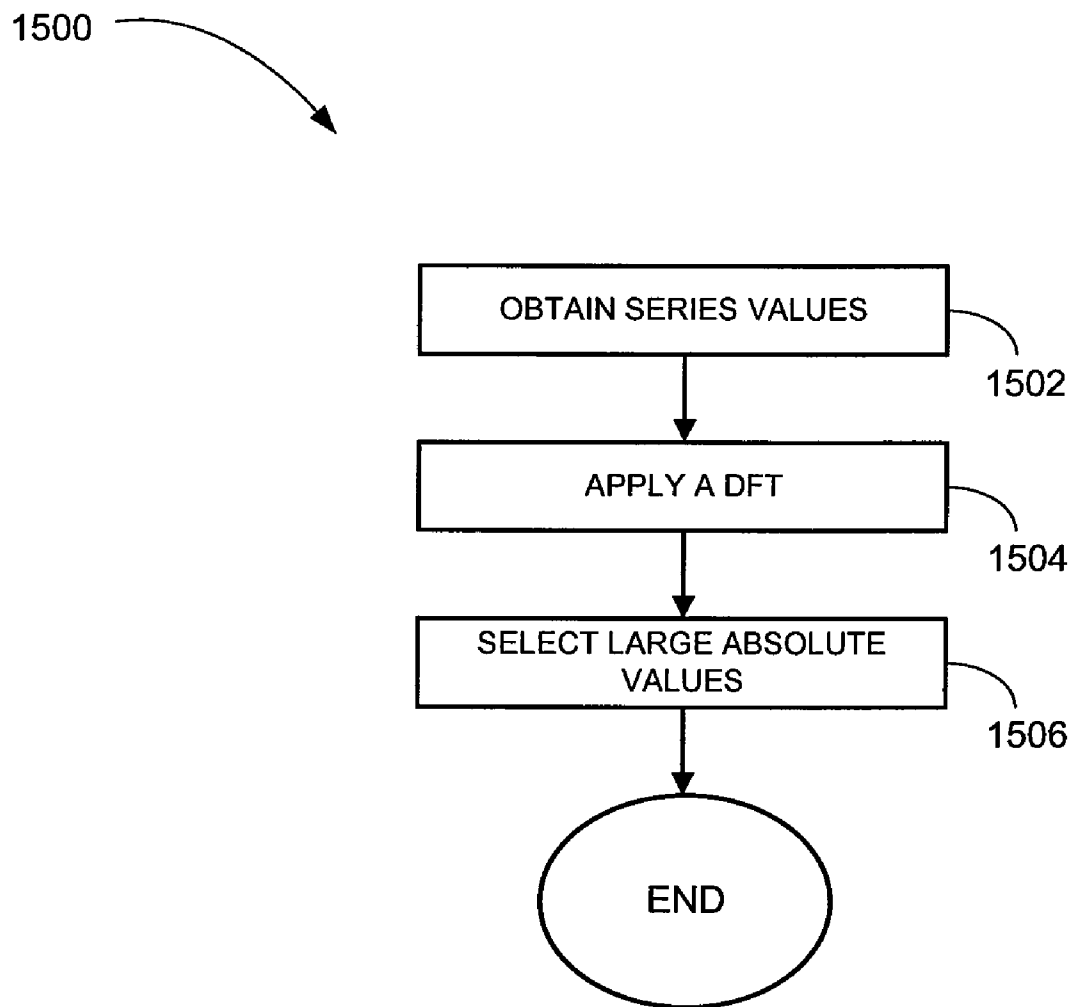 1500
OBTAIN SERIES VALUES
1502
APPLY A DFT
1504
SELECT LARGE ABSOLUTE
VALUES
1506
END